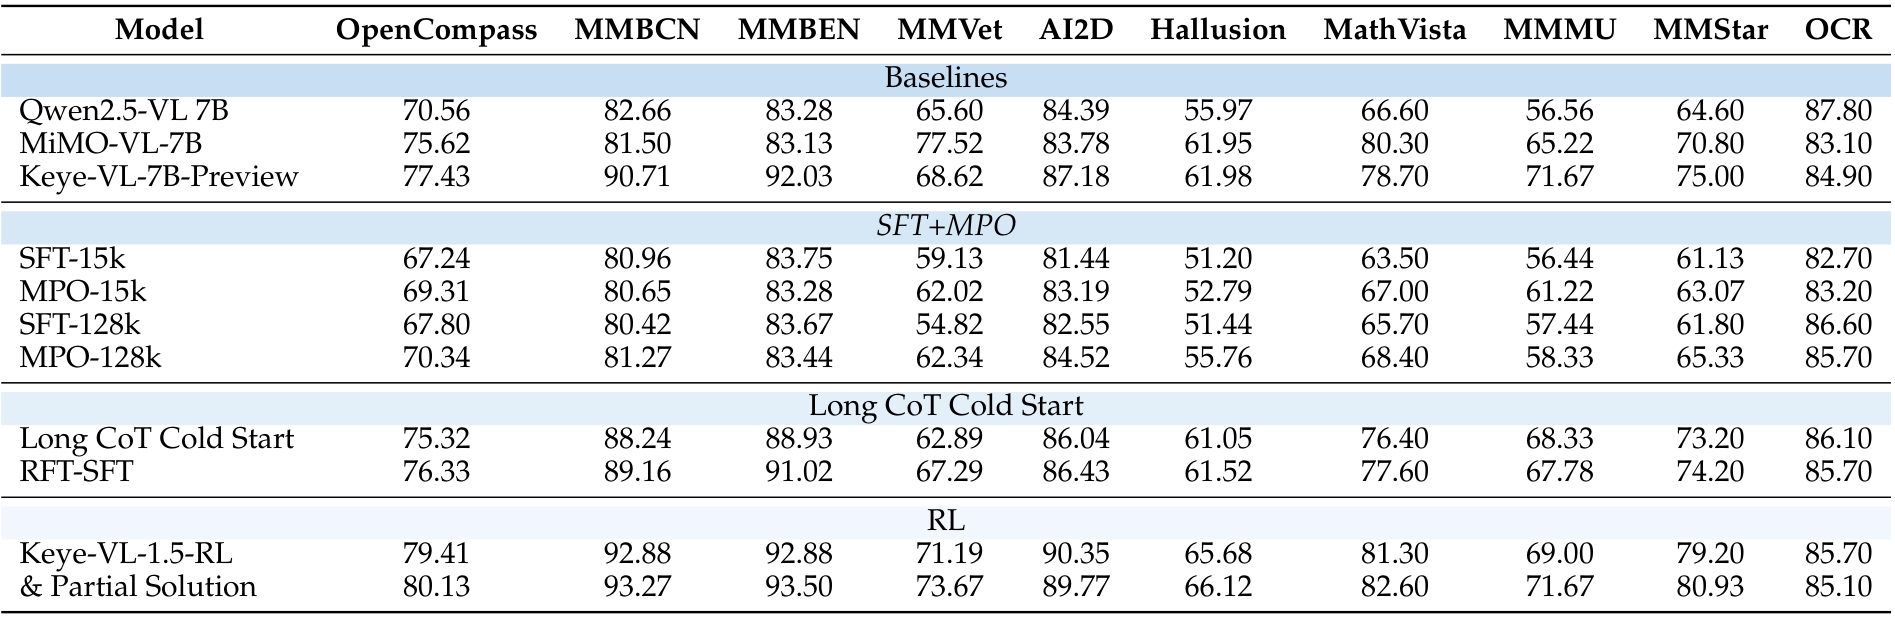 Model OpenCompass MMBCN MMBEN MMVet AI2D Hallusion MathVista MMMU MMStar OCR
Baselines
Qwen2.5-VL 7B 70.56 82.66 83.28 65.60 84.39 55.97 66.60 56.56 64.60 87.80
MiMO-VL-7B 75.62 81.50 83.13 77.52 83.78 61.95 80.30 65.22 70.80 83.10
Keye-VL-7B-Preview 77.43 90.71 92.03 68.62 87.18 61.98 78.70 71.67 75.00 84.90
SFT+MPO
SFT-15k 67.24 80.96 83.75 59.13 81.44 51.20 63.50 56.44 61.13 82.70
MPO-15k 69.31 80.65 83.28 62.02 83.19 52.79 67.00 61.22 63.07 83.20
SFT-128k 67.80 80.42 83.67 54.82 82.55 51.44 65.70 57.44 61.80 86.60
MPO-128k 70.34 81.27 83.44 62.34 84.52 55.76 68.40 58.33 65.33 85.70
Long CoT Cold Start
Long CoT Cold Start 75.32 88.24 88.93 62.89 86.04 61.05 76.40 68.33 73.20 86.10
RFT-SFT 76.33 89.16 91.02 67.29 86.43 61.52 77.60 67.78 74.20 85.70
RL
Keye-VL-1.5-RL 79.41 92.88 92.88 71.19 90.35 65.68 81.30 69.00 79.20 85.70
& Partial Solution 80.13 93.27 93.50 73.67 89.77 66.12 82.60 71.67 80.93 85.10